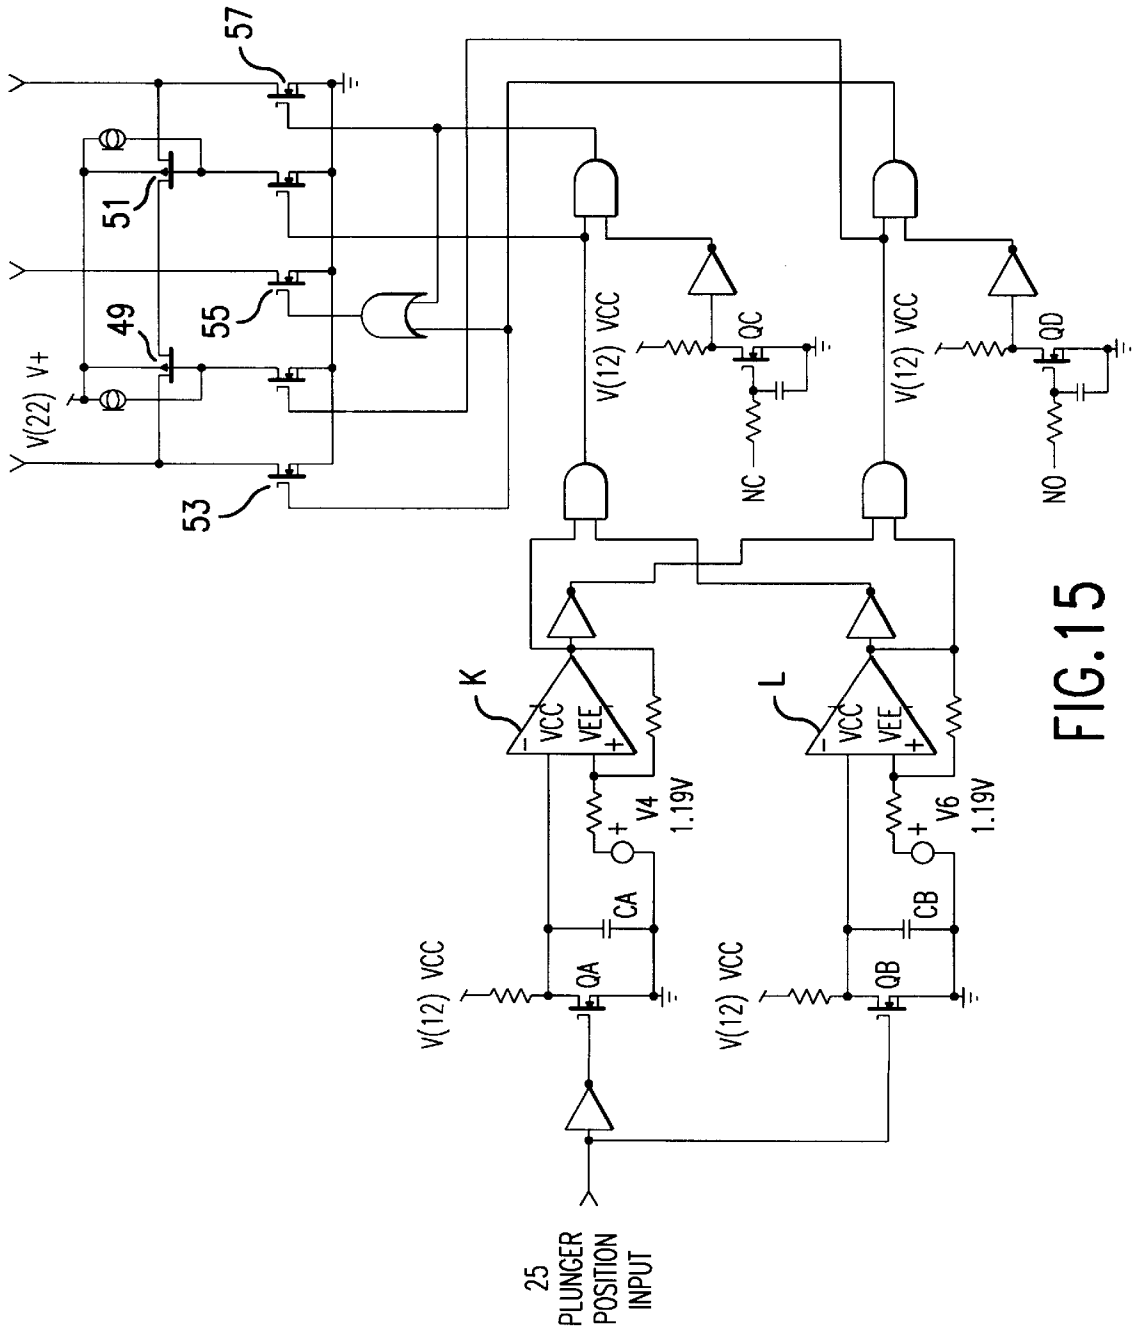 57
51
V(22) V+
49
55
53
V(12) VCC
QC
NC
V(12) VCC
QD
NO
K
-
VCC
VEE
+
V4
1.19V
+
CA
V(12) VCC
QA
L
-
VCC
VEE
+
V6
1.19V
+
CB
V(12) VCC
QB
25
PLUNGER
POSITION
INPUT
FIG.15